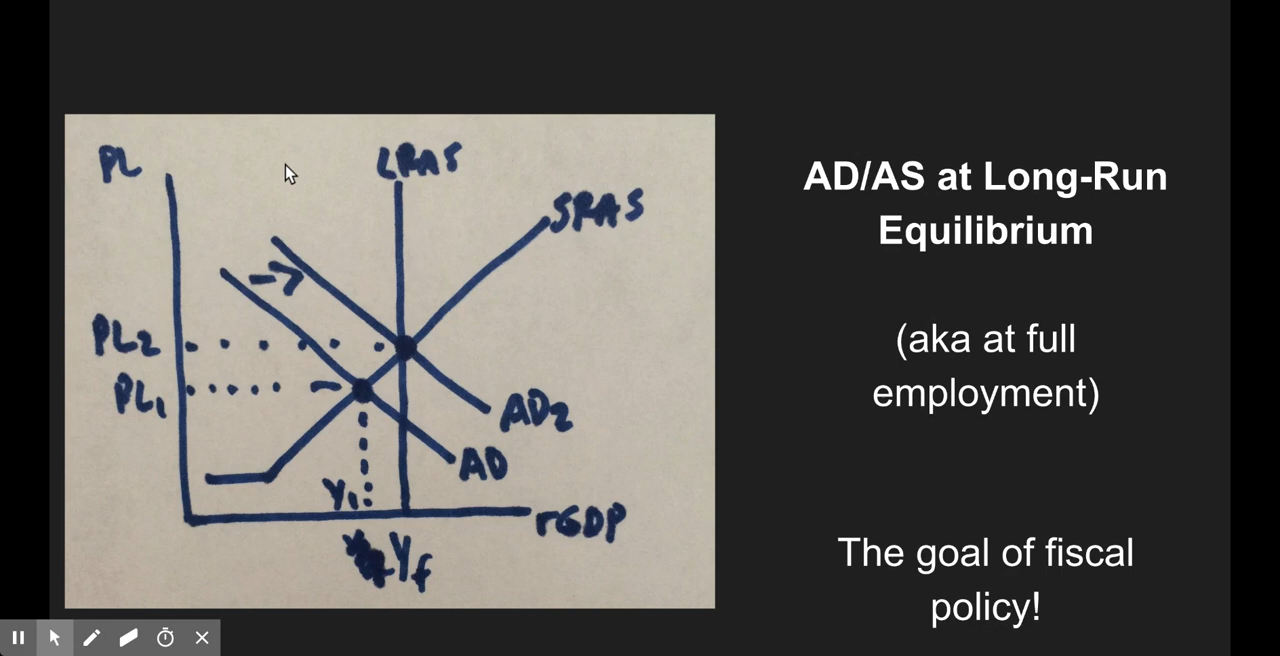 PL
LRAS
SRAS
PL2
PL1
AD2
AD
Y1
rGDP
Yf
AD/AS at Long-Run
Equilibrium
(aka at full
employment)
The goal of fiscal
policy!